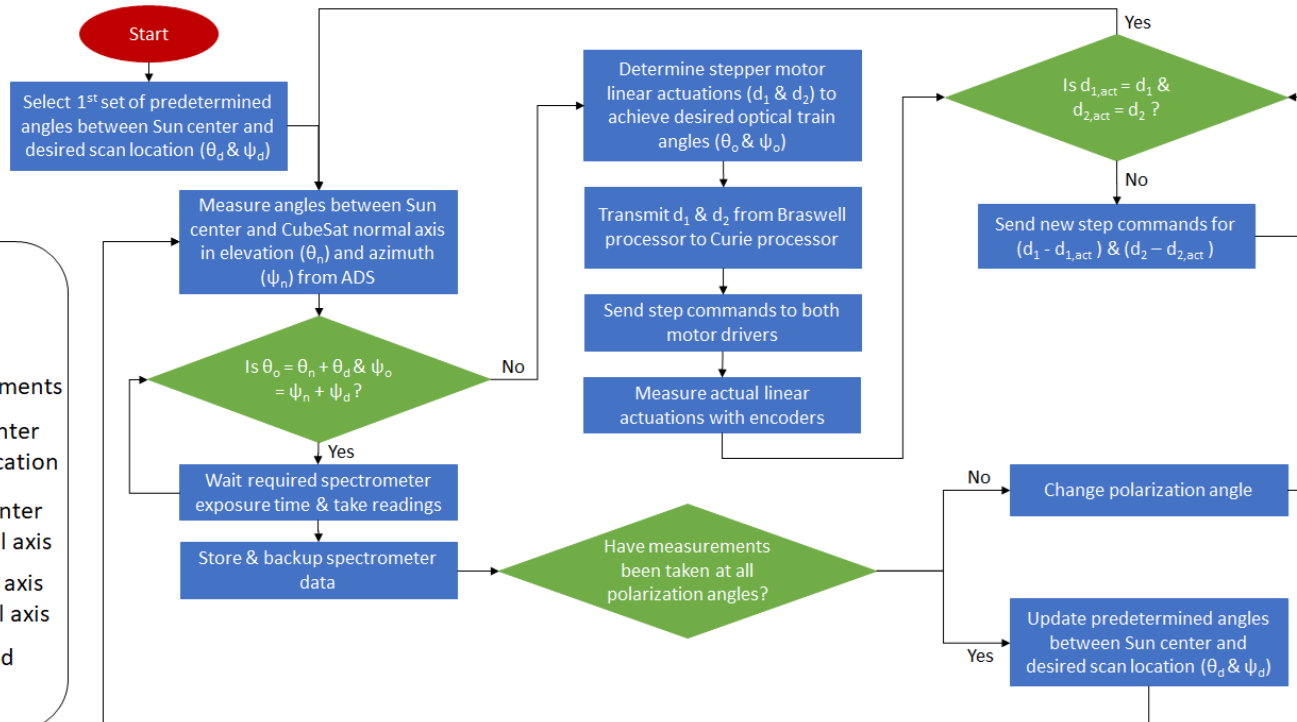 Start
Select 1st set of predetermined
angles between Sun center and
desired scan location (θd & ψd)
Measure angles between Sun
center and CubeSat normal axis
in elevation (θn) and azimuth
(ψn) from ADS
Is θo = θn + θd & ψo
= ψn + ψd ?
No
Yes
Wait required spectrometer
exposure time & take readings
Store & backup spectrometer
data
Determine stepper motor
linear actuations (d1 & d2) to
achieve desired optical train
angles (θo & ψo)
Transmit d1 & d2 from Braswell
processor to Curie processor
Send step commands to both
motor drivers
Measure actual linear
actuations with encoders
Yes
Is d1,act = d1 &
d2,act = d2 ?
No
Send new step commands for
(d1 - d1,act ) & (d2 – d2,act )
Have measurements
been taken at all
polarization angles?
No
Change polarization angle
Yes
Update predetermined angles
between Sun center and
desired scan location (θd & ψd)
axis
axis
axis